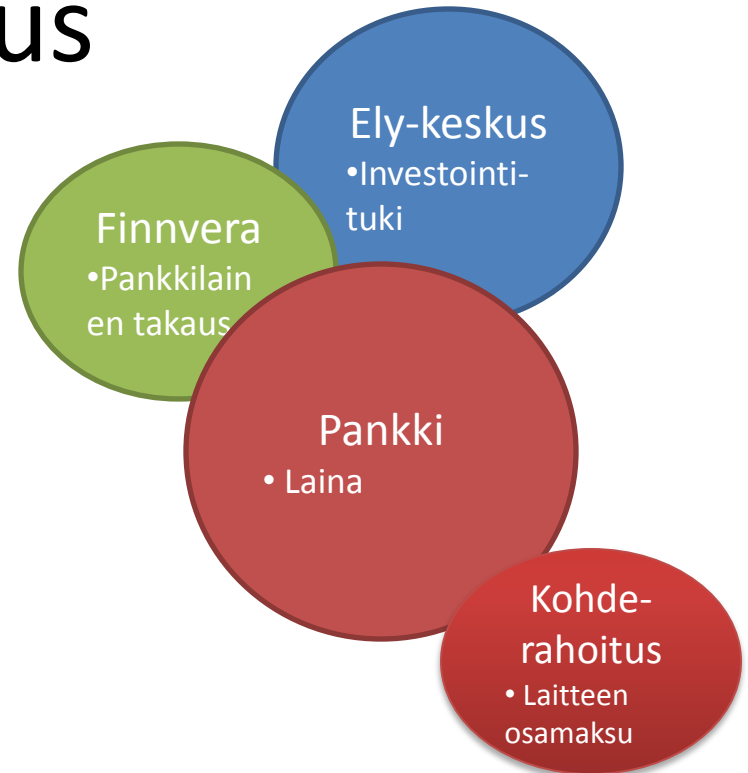 us
Ely-keskus
•Investointi-
tuki
Finnvera
•Pankkilain
en takaus
Pankki
• Laina
Kohde-
rahoitus
• Laitteen
osamaksu